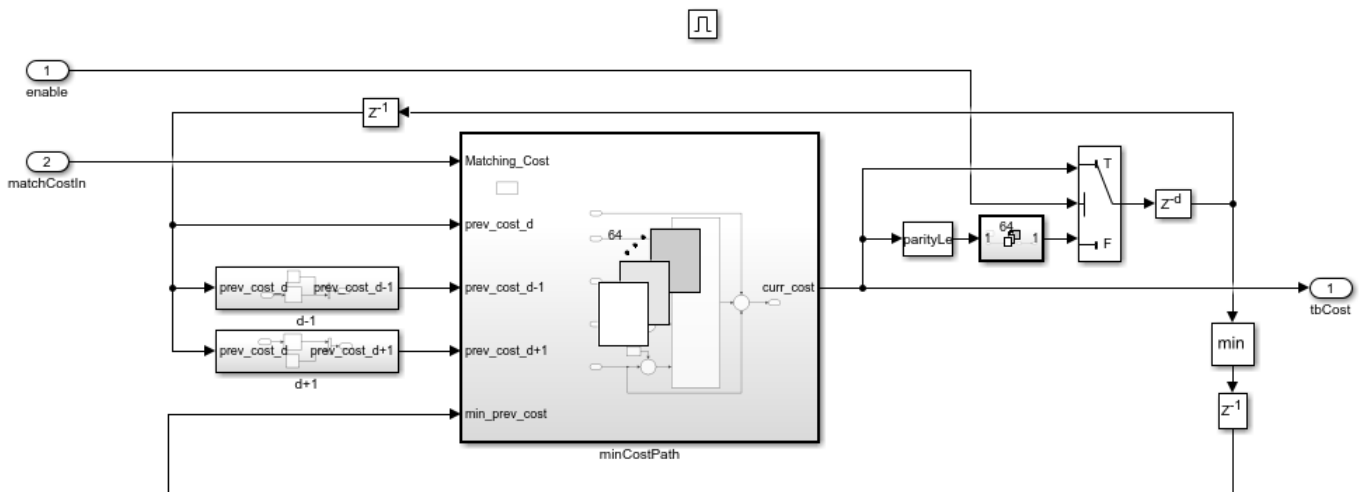 1
enable
z-1
2
matchCostIn
Matching_Cost
T
prev_cost_d
64
z-d
64
parityLe
1
1
F
prev_cost_d
prev_cost_d-1
prev_cost_d-1
curr_cost
1
d-1
tbCost
prev_cost_d
prev_cost_d+1
prev_cost_d+1
min
d+1
min_prev_cost
z-1
minCostPath